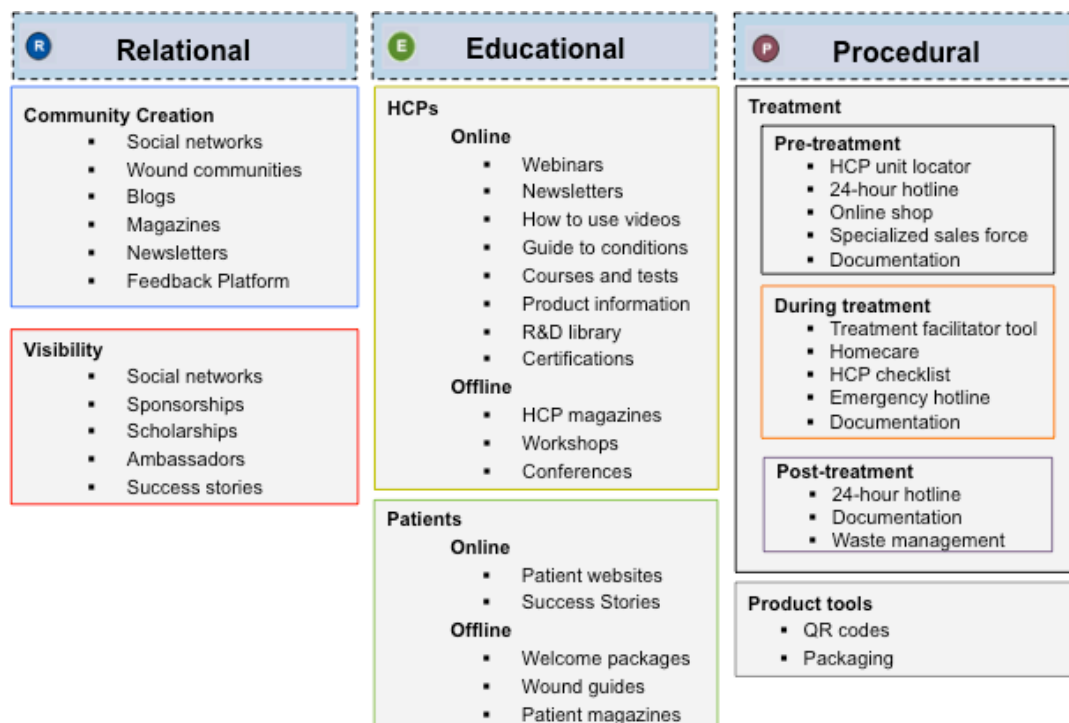 R Relational
Community Creation
▪ Social networks
▪ Wound communities
▪ Blogs
▪ Magazines
▪ Newsletters
▪ Feedback Platform
Visibility
▪ Social networks
▪ Sponsorships
▪ Scholarships
▪ Ambassadors
▪ Success stories
E Educational
HCPs
Online
▪ Webinars
▪ Newsletters
▪ How to use videos
▪ Guide to conditions
▪ Courses and tests
▪ Product information
▪ R&D library
▪ Certifications
Offline
▪ HCP magazines
▪ Workshops
▪ Conferences
Patients
Online
▪ Patient websites
▪ Success Stories
Offline
▪ Welcome packages
▪ Wound guides
▪ Patient magazines
P Procedural
Treatment
Pre-treatment
▪ HCP unit locator
▪ 24-hour hotline
▪ Online shop
▪ Specialized sales force
▪ Documentation
During treatment
▪ Treatment facilitator tool
▪ Homecare
▪ HCP checklist
▪ Emergency hotline
▪ Documentation
Post-treatment
▪ 24-hour hotline
▪ Documentation
▪ Waste management
Product tools
▪ QR codes
▪ Packaging